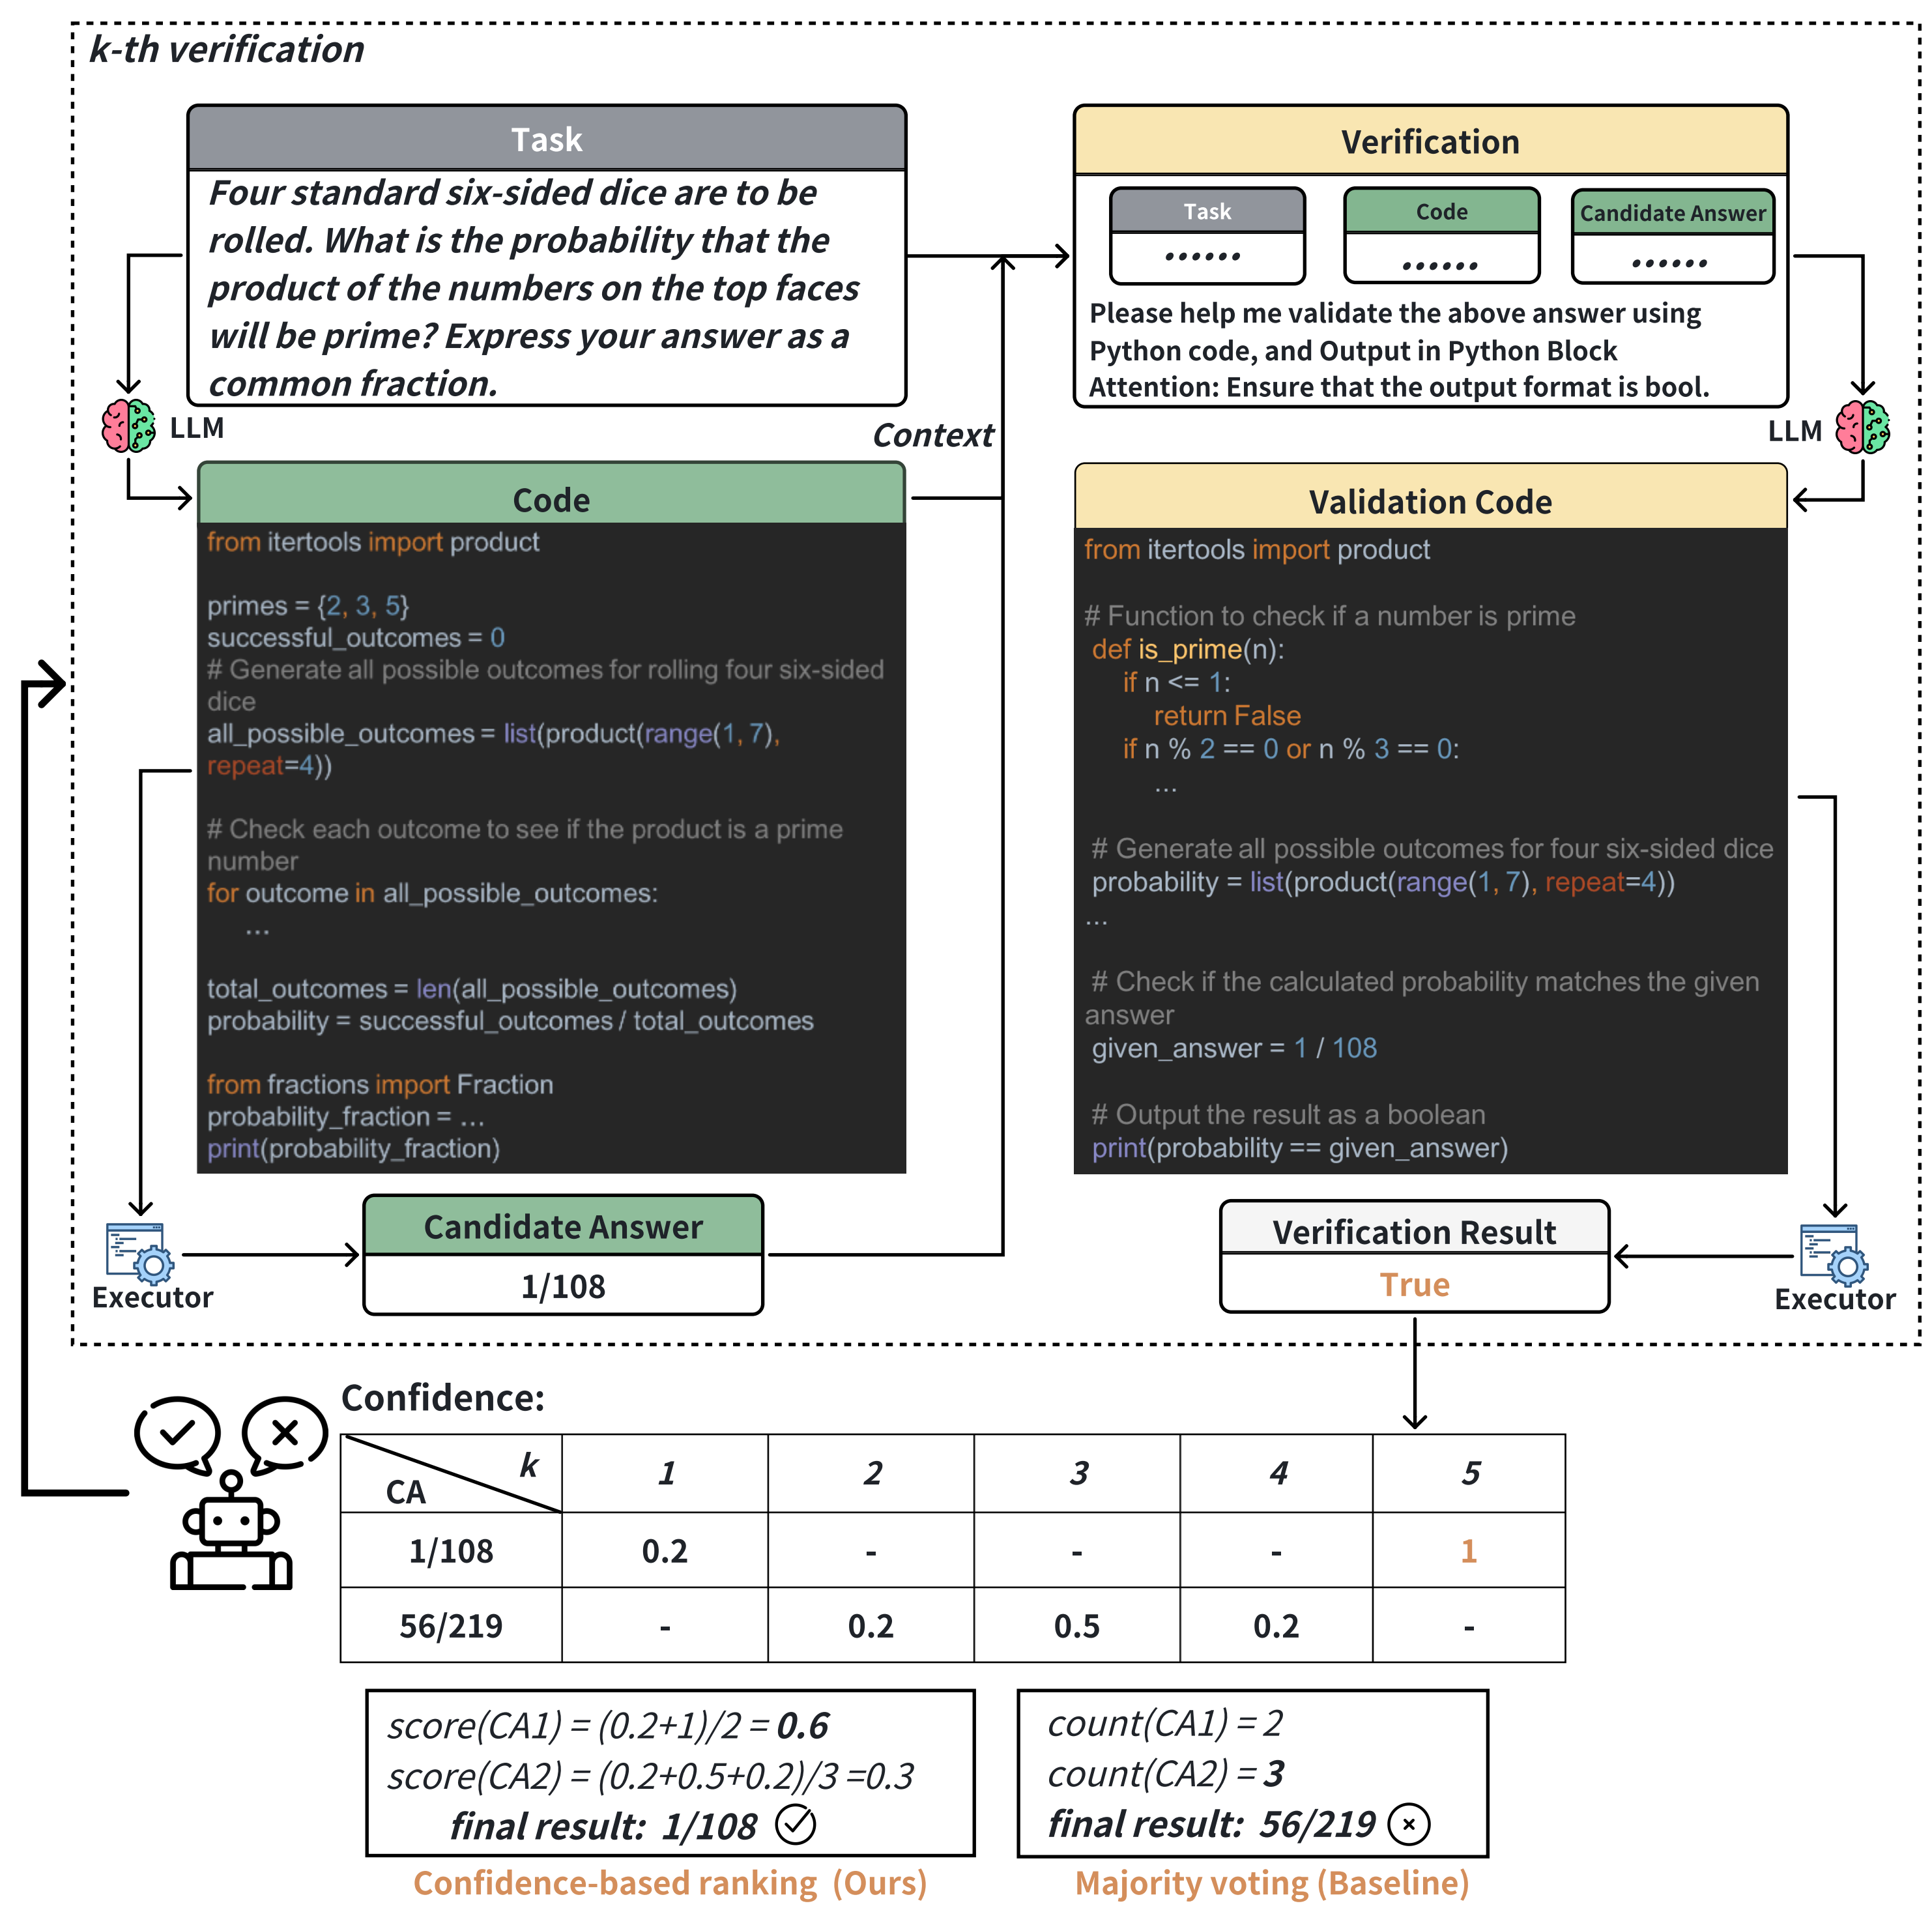 k-th verification
Task
Four standard six-sided dice are to be
rolled. What is the probability that the
product of the numbers on the top faces
will be prime? Express your answer as a
common fraction.
LLM
Code
from itertools import product
primes = {2, 3, 5}
successful_outcomes = 0
# Generate all possible outcomes for rolling four six-sided
dice
all_possible_outcomes = list(product(range(1, 7),
repeat=4))
# Check each outcome to see if the product is a prime
number
for outcome in all_possible_outcomes:
...
total_outcomes = len(all_possible_outcomes)
probability = successful_outcomes / total_outcomes
from fractions import Fraction
probability_fraction = ...
print(probability_fraction)
Executor
Candidate Answer
1/108
Context
Verification
Task
......
Code
......
Candidate Answer
......
Please help me validate the above answer using
Python code, and Output in Python Block
Attention: Ensure that the output format is bool.
LLM
Validation Code
from itertools import product
# Function to check if a number is prime
def is_prime(n):
if n <= 1:
return False
if n % 2 == 0 or n % 3 == 0:
...
# Generate all possible outcomes for four six-sided dice
probability = list(product(range(1, 7), repeat=4))
...
# Check if the calculated probability matches the given
answer
given_answer = 1 / 108
# Output the result as a boolean
print(probability == given_answer)
Executor
Verification Result
True
Confidence:
CA k 1 2 3 4 5
1/108 0.2 - - - 1
56/219 - 0.2 0.5 0.2 -
score(CA1) = (0.2+1)/2 = 0.6
score(CA2) = (0.2+0.5+0.2)/3 =0.3
final result: 1/108
Confidence-based ranking (Ours)
count(CA1) = 2
count(CA2) = 3
final result: 56/219
Majority voting (Baseline)